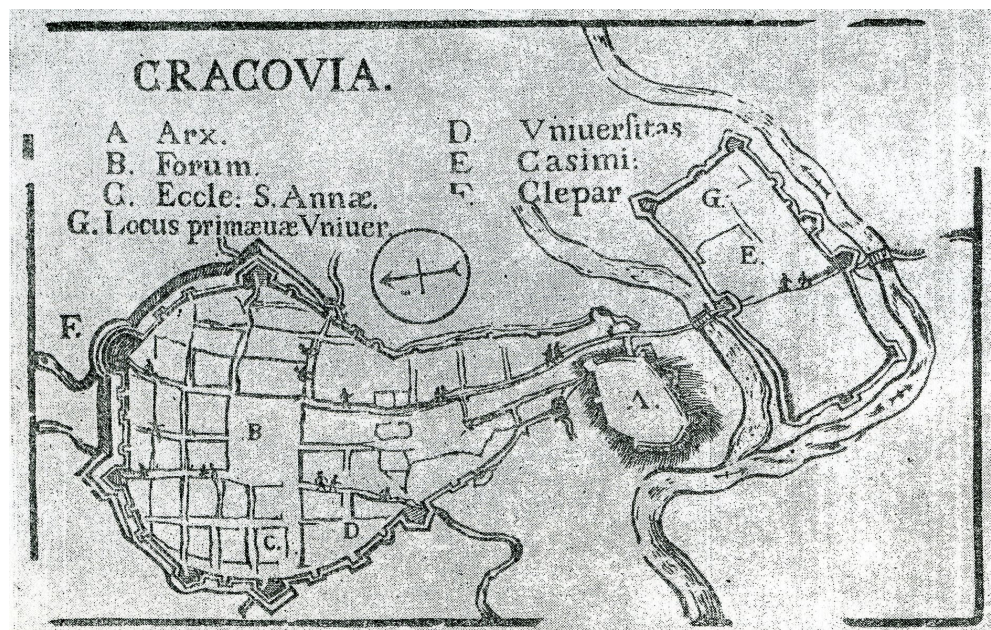 CRACOVIA.
A Arx.
B. Forum.
C. Eccle: S. Annæ.
G. Locus primæuæ Vniuer.
D Vniuerſitas
E Casimi:
F. Clepar
G.
E.
F.
A.
B
D
C.